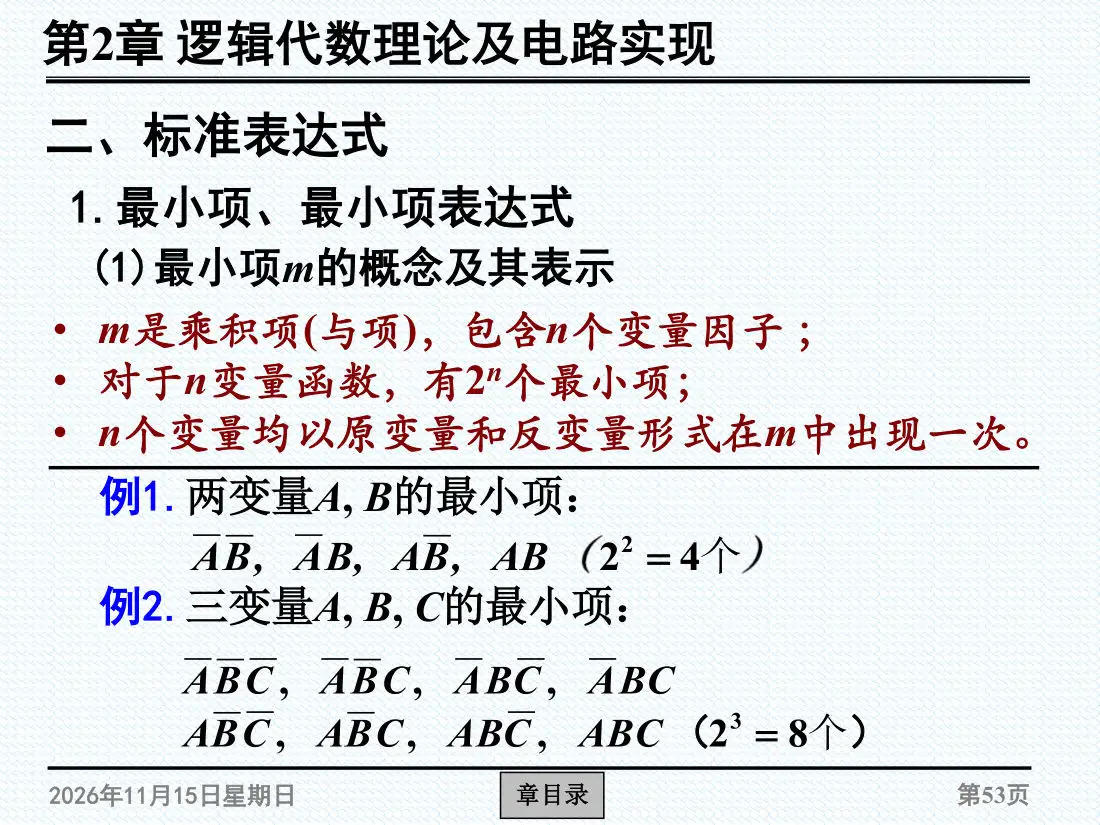 第2章 逻辑代数理论及电路实现
二、标准表达式
1.最小项、最小项表达式
(1)最小项m的概念及其表示
• m是乘积项(与项)，包含n个变量因子；
• 对于n变量函数，有2ⁿ个最小项；
• n个变量均以原变量和反变量形式在m中出现一次。
例1.两变量A, B的最小项：
A̅B̅，A̅B，AB̅，AB（2² = 4个）
例2.三变量A, B, C的最小项：
A̅B̅C̅，A̅B̅C，A̅BC̅，A̅BC
AB̅C̅，AB̅C，ABC̅，ABC（2³ = 8个）
2026年11月15日星期日 章目录 第53页